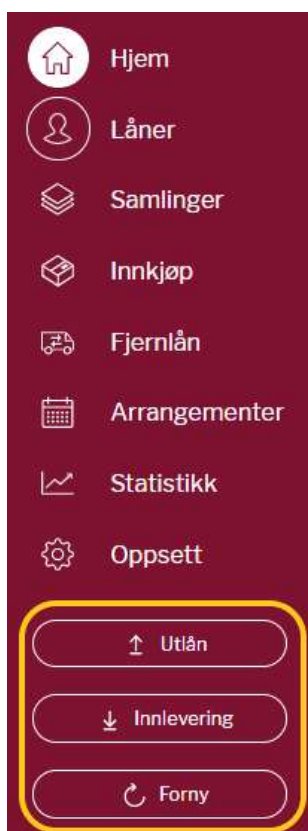 Hjem
Låner
Samlinger
Innkjøp
Fjernlån
Arrangementer
Statistikk
Oppsett
Utlån
Innlevering
Forny